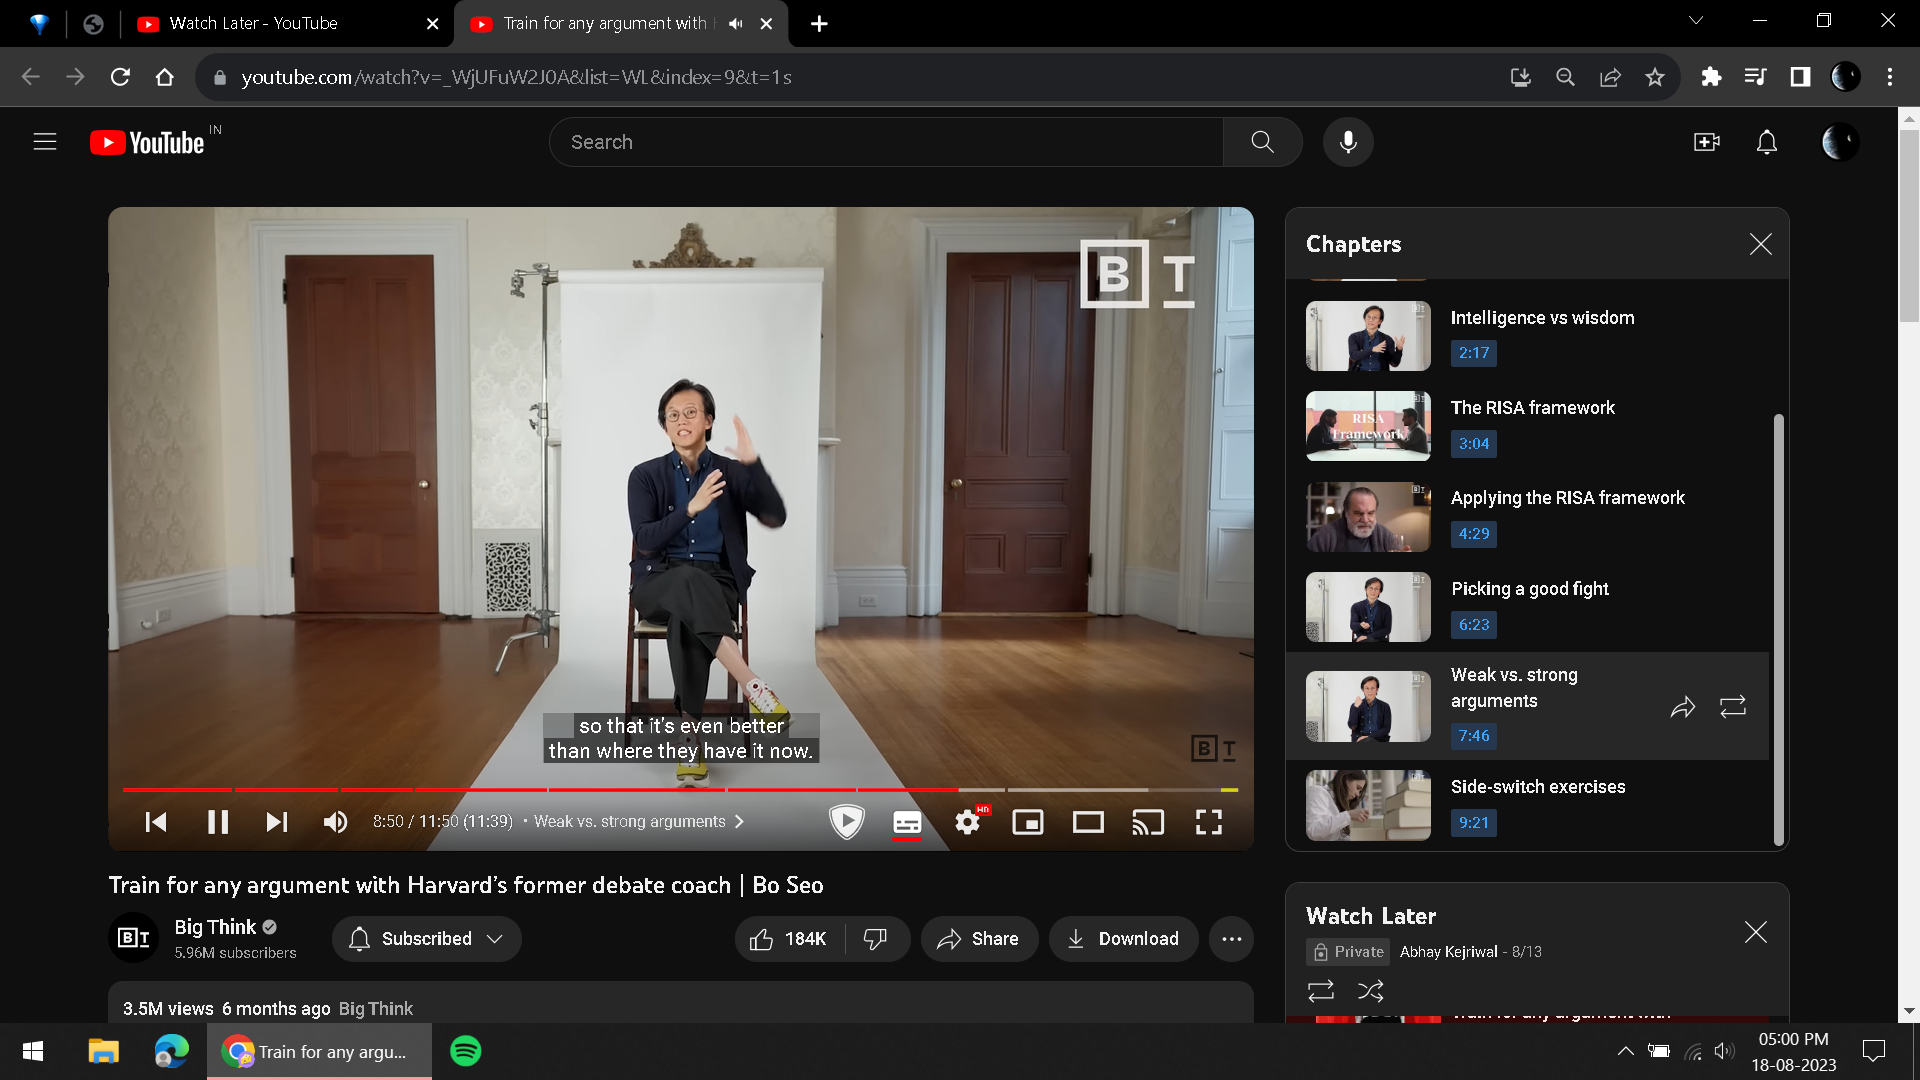 Watch Later - YouTube
Train for any argument with
youtube.com/watch?v=_WjUFuW2J0A&list=WL&index=9&t=1s
YouTube IN
Search
B T
Chapters
Intelligence vs wisdom
2:17
RISA
Framework
The RISA framework
3:04
Applying the RISA framework
4:29
Picking a good fight
6:23
Weak vs. strong
arguments
7:46
Side-switch exercises
9:21
so that it's even better
than where they have it now.
B T
8:50 / 11:50 (11:39) • Weak vs. strong arguments
HD
Train for any argument with Harvard's former debate coach | Bo Seo
BT
Big Think
5.96M subscribers
Subscribed
184K
Share
Download
3.5M views 6 months ago Big Think
Watch Later
Private Abhay Kejriwal - 8/13
Train for any argument with
Train for any argu...
05:00 PM
18-08-2023